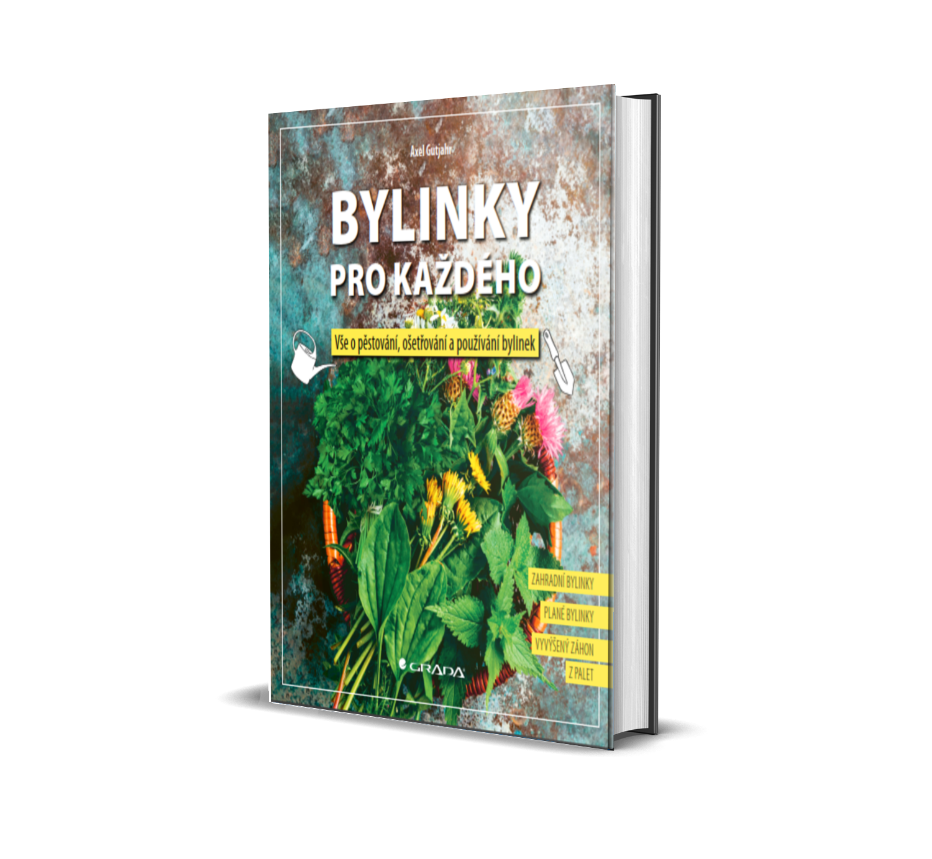 Axel Gutjahr
BYLINKY
PRO KAŽDÉHO
Vše o pěstování, ošetřování a používání bylinek
ZAHRADNÍ BYLINKY
PLANÉ BYLINKY
VYVÝŠENÝ ZÁHON
Z PALET
GRADA